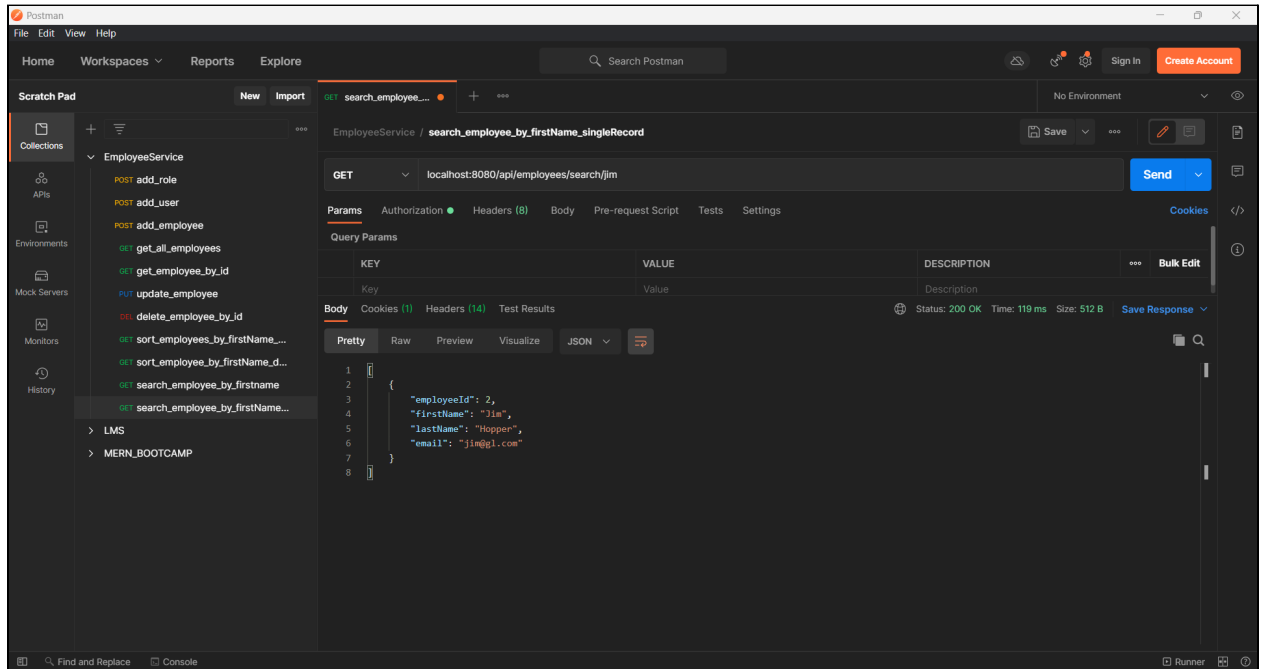 Postman
File Edit View Help
Home Workspaces Reports Explore Search Postman Sign In Create Account
Scratch Pad New Import GET search_employee_... No Environment
Collections
APIs
Environments
Mock Servers
Monitors
History
EmployeeService
POST add_role
POST add_user
POST add_employee
GET get_all_employees
GET get_employee_by_id
PUT update_employee
DEL delete_employee_by_id
GET sort_employees_by_firstName_...
GET sort_employee_by_firstName_d...
GET search_employee_by_firstname
GET search_employee_by_firstName...
LMS
MERN_BOOTCAMP
EmployeeService / search_employee_by_firstName_singleRecord Save
GET localhost:8080/api/employees/search/jim Send
Params Authorization Headers (8) Body Pre-request Script Tests Settings Cookies
Query Params
KEY VALUE DESCRIPTION Bulk Edit
Key Value Description
Body Cookies (1) Headers (14) Test Results Status: 200 OK Time: 119 ms Size: 512 B Save Response
Pretty Raw Preview Visualize JSON
1 [
2 {
3 "employeeId": 2,
4 "firstName": "Jim",
5 "lastName": "Hopper",
6 "email": "jim@gl.com"
7 }
8 ]
Find and Replace Console Runner